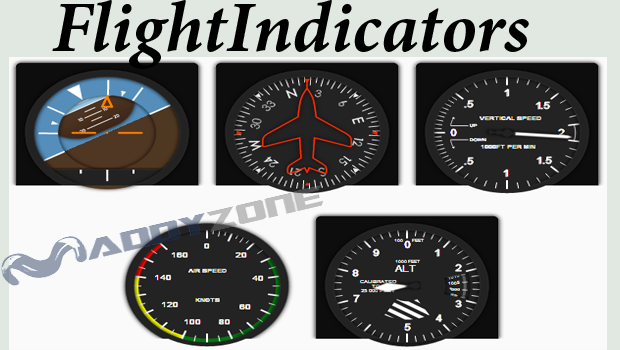 FlightIndicators
N 3 6 E 12 15 21 24 W 30 33
.5 1 1.5
VERTICAL SPEED
UP
0 2
DOWN
1000FT PER MIN
.5 1 1.5
MADDYZONE
160 0 20
AIR SPEED
140 40
KNOTS
120 60
100 80
100 FEET
9 0 1
1000 FEET
8 ALT 2
CALIBRATED
7 3
6 5 4